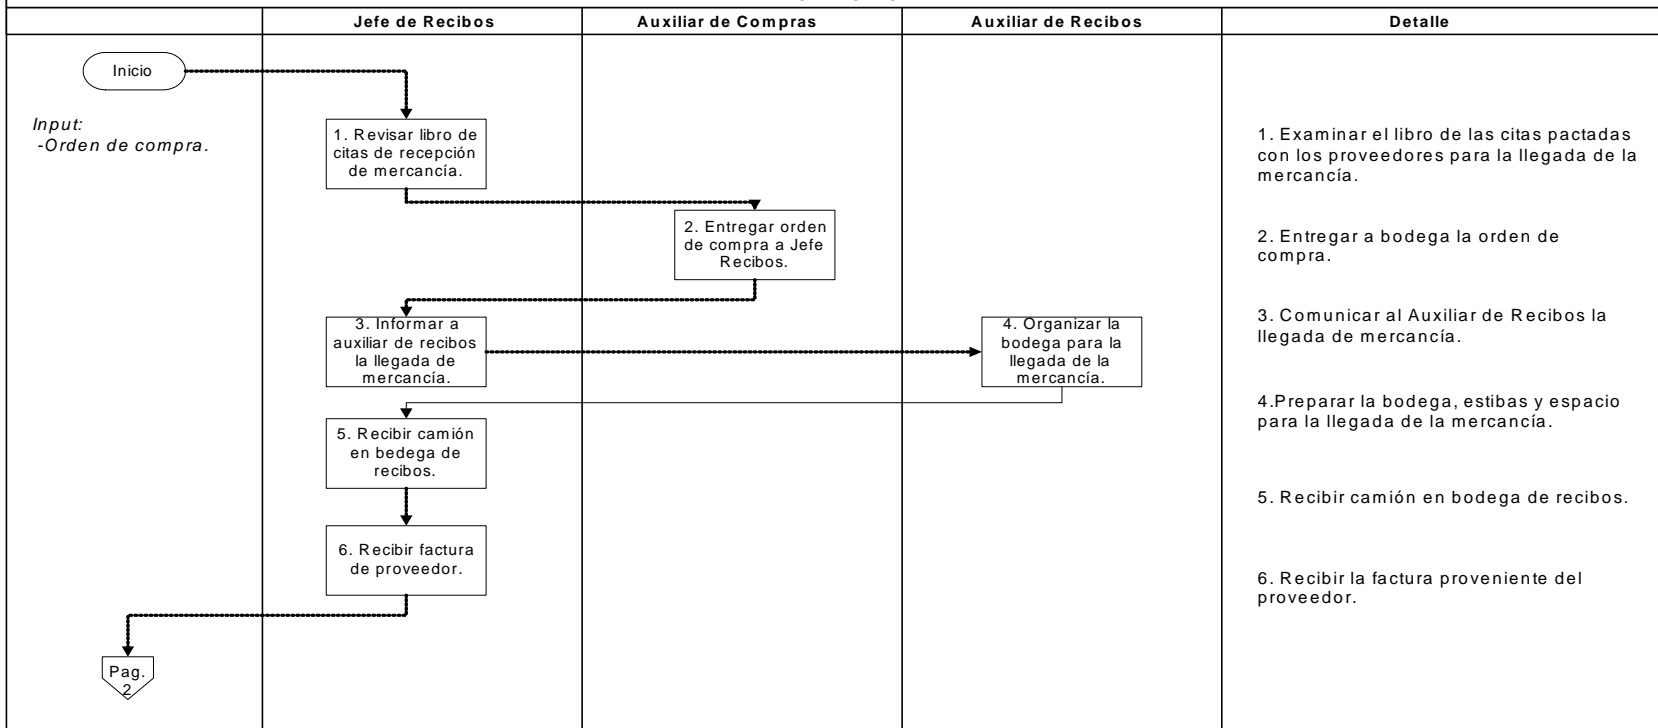 Jefe de Recibos
Auxiliar de Compras
Auxiliar de Recibos
Detalle
Inicio
Input:
-Orden de compra.
1. Revisar libro de
citas de recepción
de mercancía.
2. Entregar orden
de compra a Jefe
Recibos.
3. Informar a
auxiliar de recibos
la llegada de
mercancía.
4. Organizar la
bodega para la
llegada de la
mercancía.
5. Recibir camión
en bedega de
recibos.
6. Recibir factura
de proveedor.
Pag.
2
1. Examinar el libro de las citas pactadas
con los proveedores para la llegada de la
mercancía.
2. Entregar a bodega la orden de
compra.
3. Comunicar al Auxiliar de Recibos la
llegada de mercancía.
4.Preparar la bodega, estibas y espacio
para la llegada de la mercancía.
5. Recibir camión en bodega de recibos.
6. Recibir la factura proveniente del
proveedor.